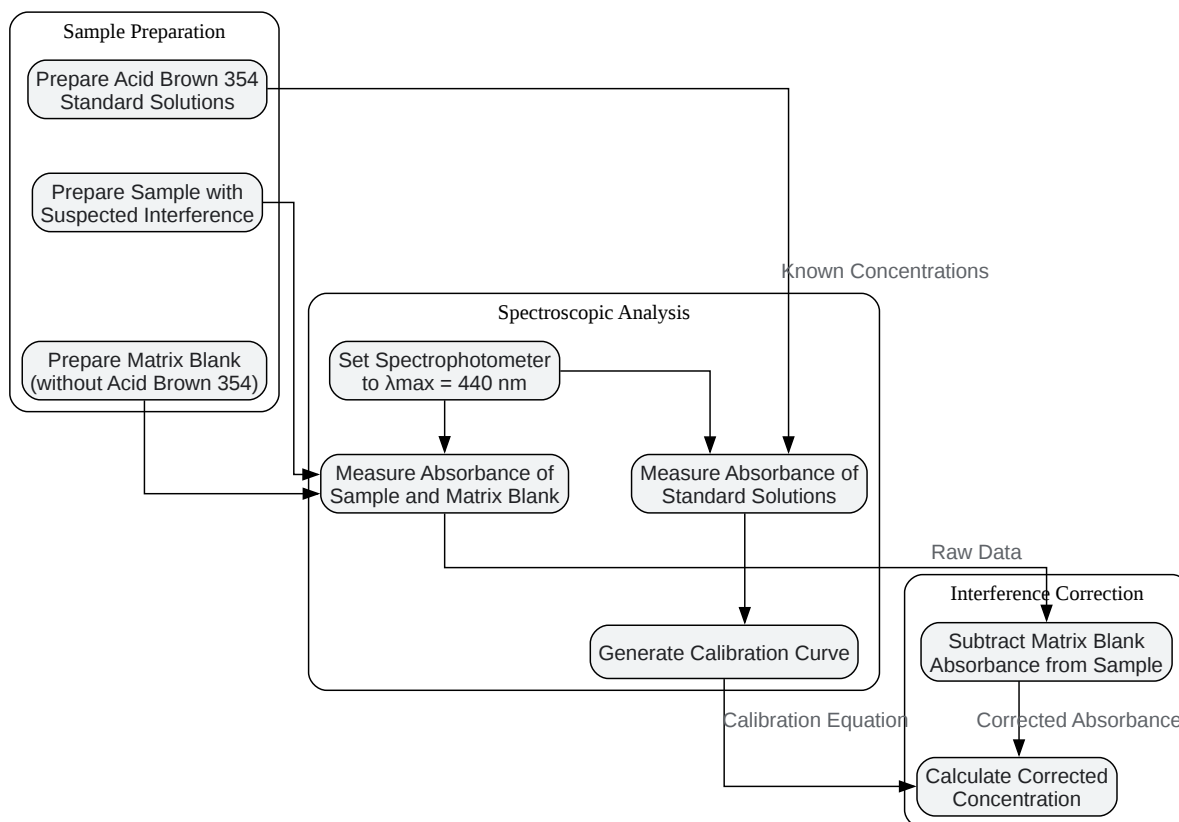 Sample Preparation
Prepare Acid Brown 354
Standard Solutions
Prepare Sample with
Suspected Interference
Known Concentrations
Spectroscopic Analysis
Prepare Matrix Blank
(without Acid Brown 354)
Set Spectrophotometer
to λmax = 440 nm
Measure Absorbance of
Sample and Matrix Blank
Measure Absorbance of
Standard Solutions
Raw Data
Interference Correction
Generate Calibration Curve
Subtract Matrix Blank
Absorbance from Sample
Calibration Equation
Corrected Absorbance
Calculate Corrected
Concentration